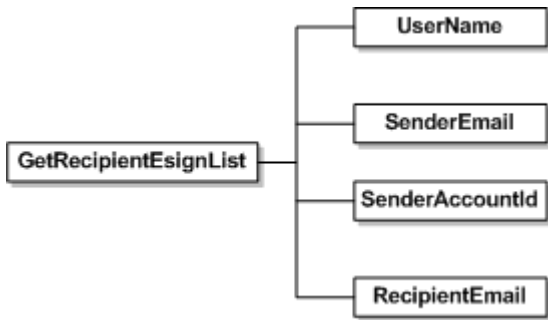 UserName
SenderEmail
GetRecipientEsignList
SenderAccountId
RecipientEmail